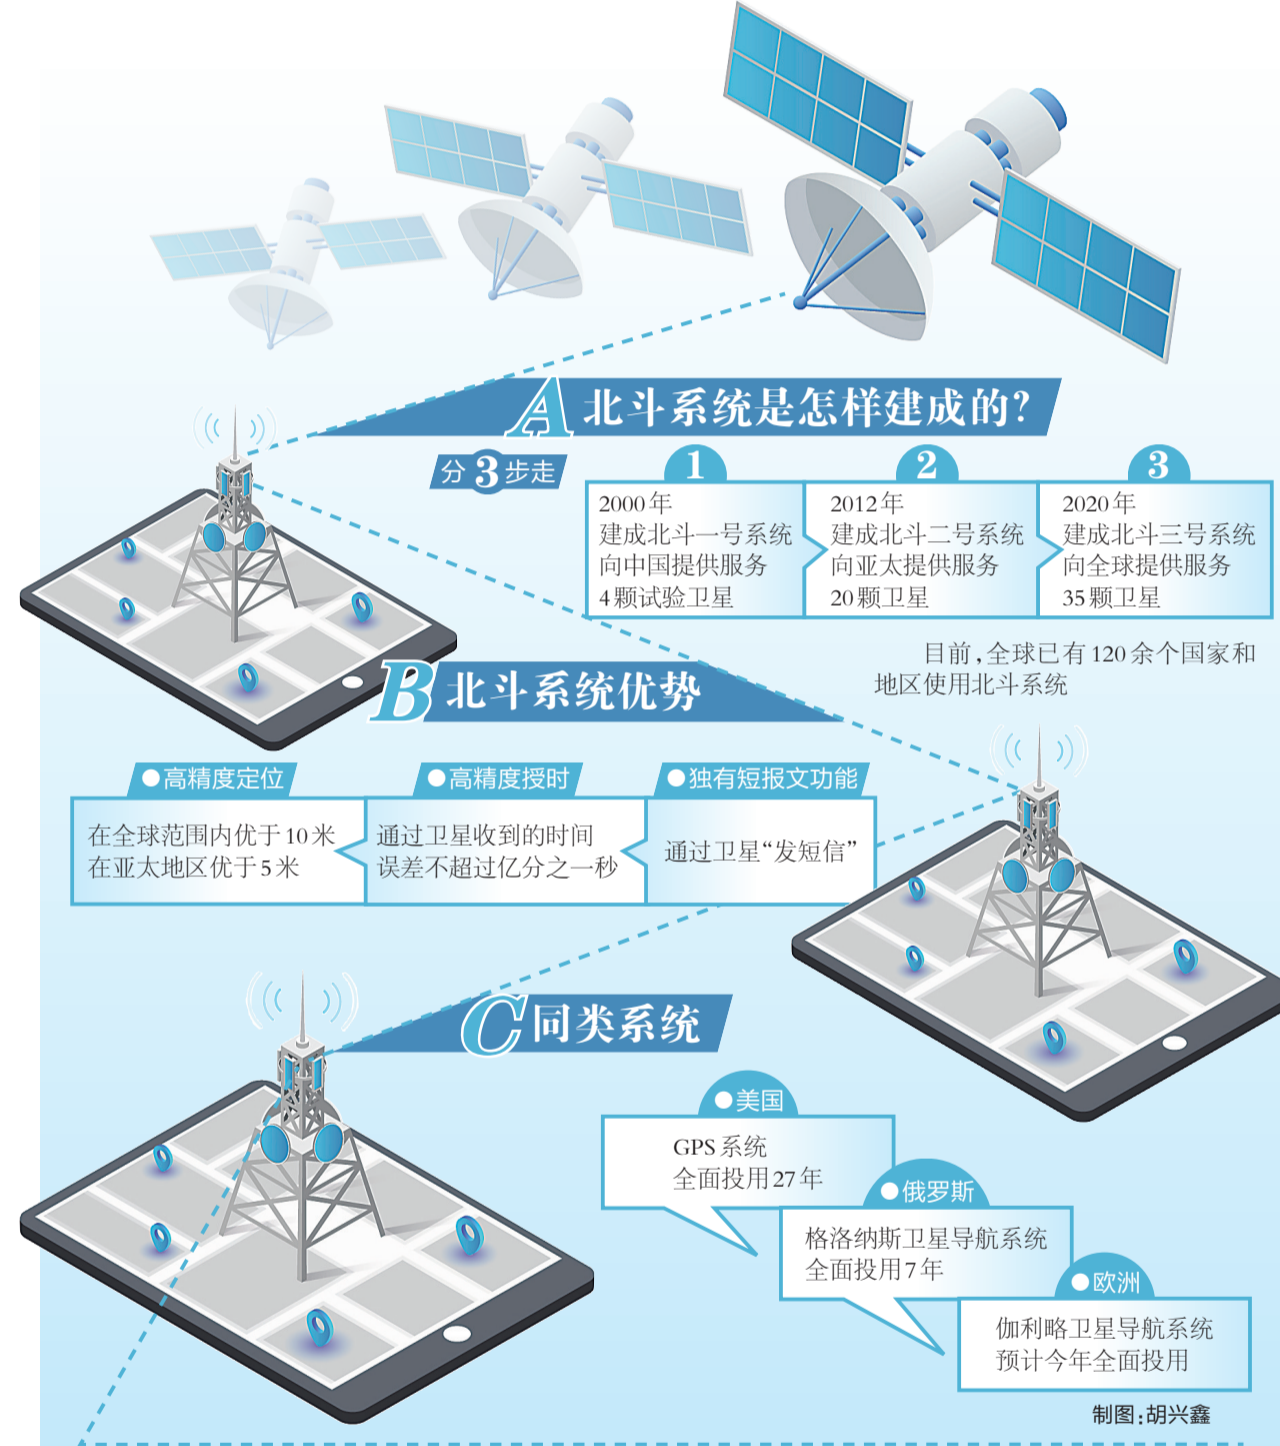 A 北斗系统是怎样建成的?
分3步走
1
2000年
建成北斗一号系统
向中国提供服务
4颗试验卫星
2
2012年
建成北斗二号系统
向亚太提供服务
20颗卫星
3
2020年
建成北斗三号系统
向全球提供服务
35颗卫星
目前,全球已有120余个国家和
地区使用北斗系统
B 北斗系统优势
●高精度定位
在全球范围内优于10米
在亚太地区优于5米
●高精度授时
通过卫星收到的时间
误差不超过亿分之一秒
●独有短报文功能
通过卫星“发短信”
C 同类系统
●美国
GPS系统
全面投用27年
●俄罗斯
格洛纳斯卫星导航系统
全面投用7年
●欧洲
伽利略卫星导航系统
预计今年全面投用
制图:胡兴鑫